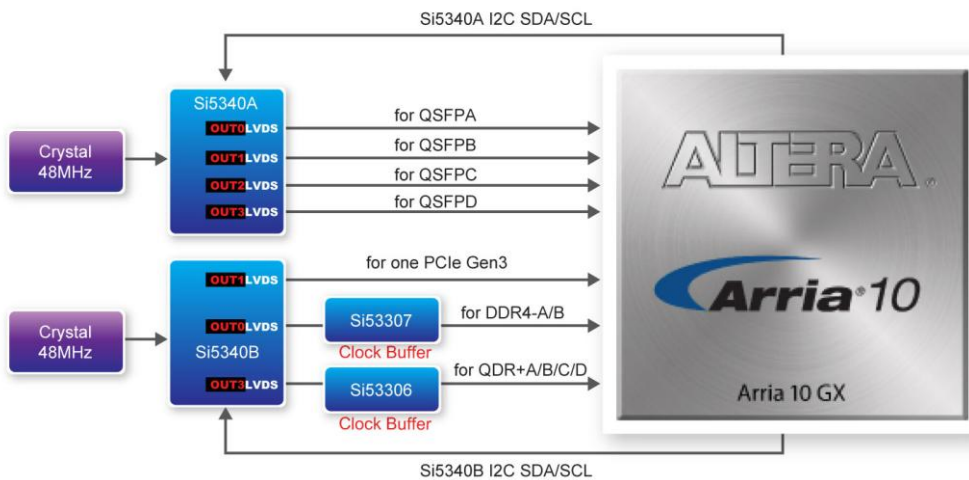 Si5340A I2C SDA/SCL
Crystal
48MHz
Si5340A
OUT0LVDS
OUT1LVDS
OUT2LVDS
OUT3LVDS
for QSFPA
for QSFPB
for QSFPC
for QSFPD
Crystal
48MHz
OUT1LVDS
OUT0LVDS
Si5340B
OUT3LVDS
for one PCIe Gen3
Si53307
Clock Buffer
for DDR4-A/B
Si53306
Clock Buffer
for QDR+A/B/C/D
ALTERA®
Arria® 10
Arria 10 GX
Si5340B I2C SDA/SCL